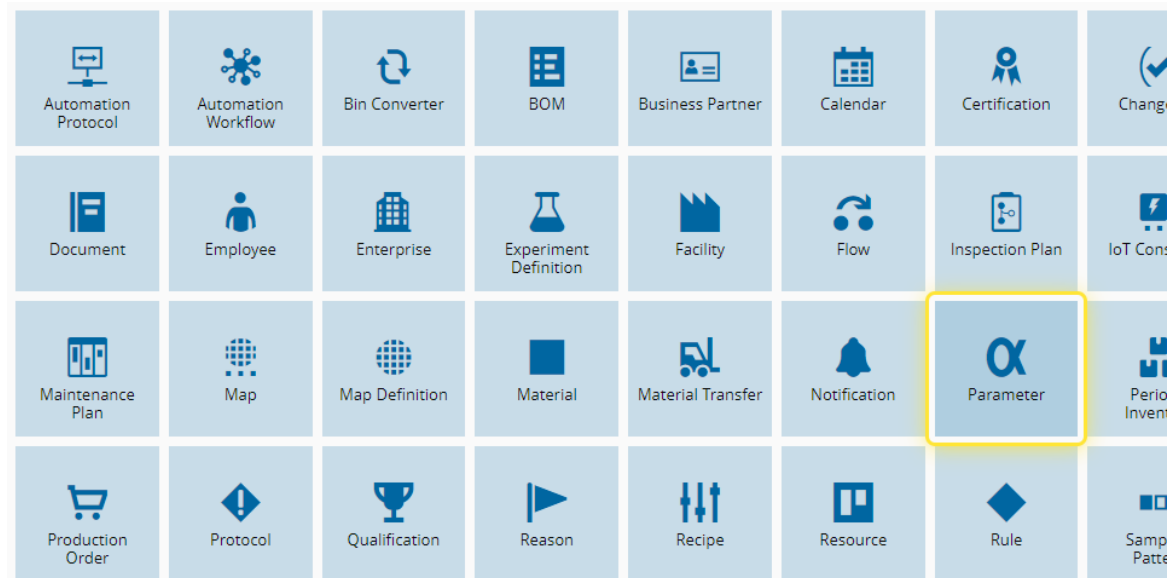 Automation
Protocol
Automation
Workflow
Bin Converter
BOM
Business Partner
Calendar
Certification
Document
Employee
Enterprise
Experiment
Definition
Facility
Flow
Inspection Plan
IoT
Maintenance
Plan
Map
Map Definition
Material
Material Transfer
Notification
Parameter
Production
Order
Protocol
Qualification
Reason
Recipe
Resource
Rule